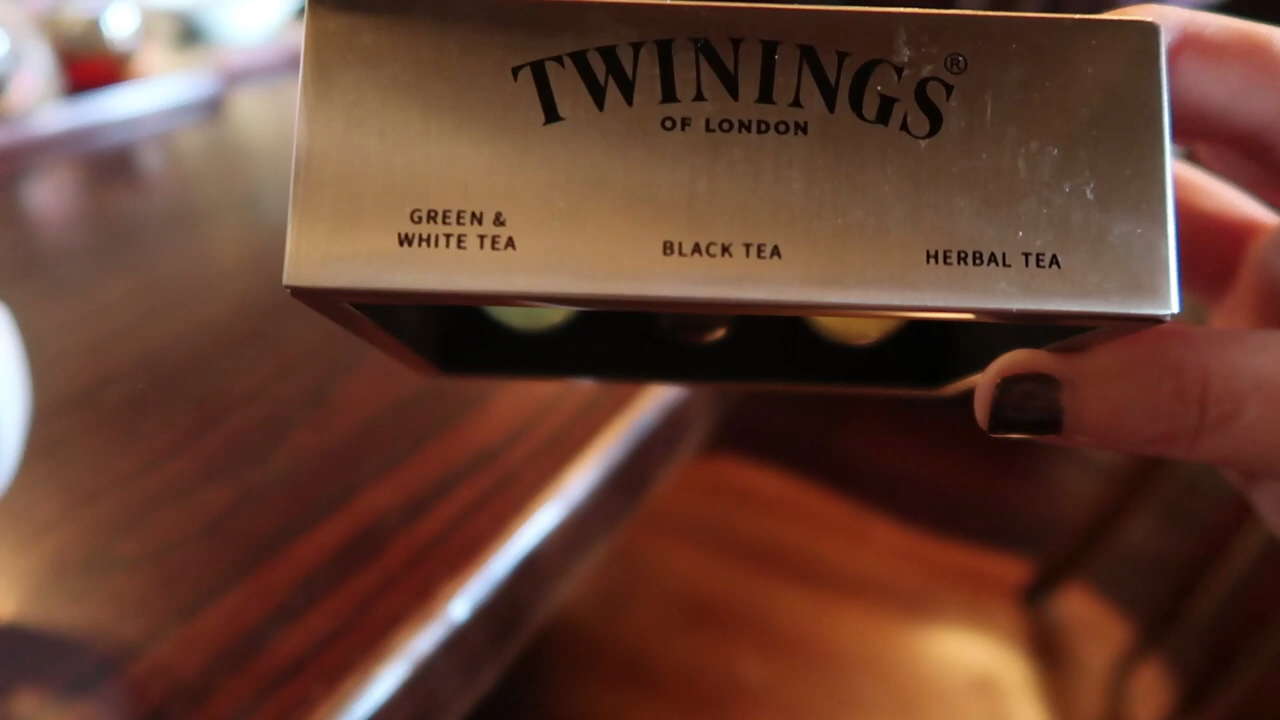 TWININGS®
OF LONDON
GREEN &
WHITE TEA
BLACK TEA
HERBAL TEA